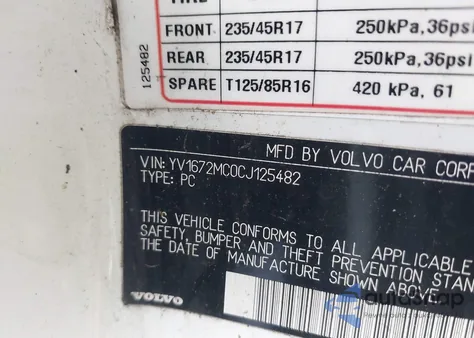 FRONT 235/45R17 250kPa,36psi
REAR 235/45R17 250kPa,36psi
SPARE T125/85R16 420 kPa, 61
125482
MFD BY VOLVO CAR CORP
VIN: YV1672MC0CJ125482
TYPE: PC
THIS VEHICLE CONFORMS TO ALL APPLICABLE
SAFETY, BUMPER AND THEFT PREVENTION STAN
THE DATE OF MANUFACTURE SHOWN ABOVE.
VOLVO